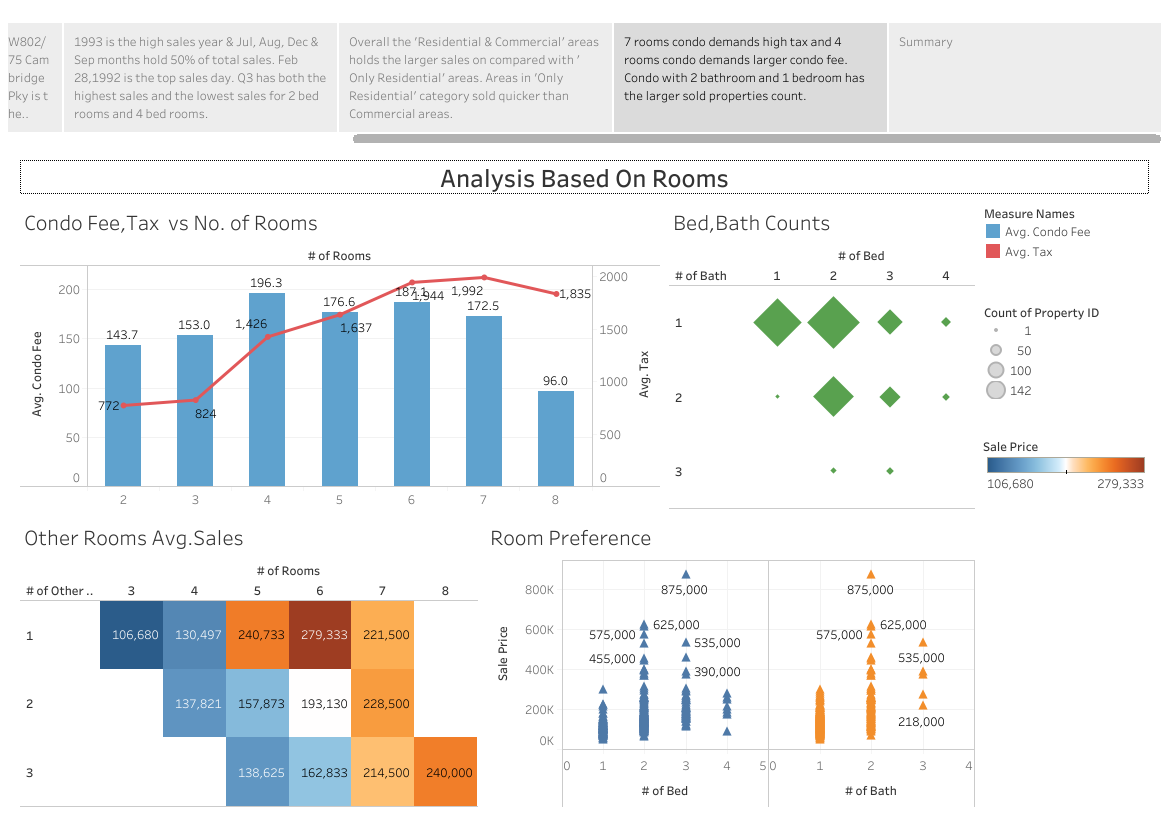 W802/
75 Cam
bridge
Pky is t
he..
1993 is the high sales year & Jul, Aug, Dec &
Sep months hold 50% of total sales. Feb
28,1992 is the top sales day. Q3 has both the
highest sales and the lowest sales for 2 bed
rooms and 4 bed rooms.
Overall the 'Residential & Commercial' areas
holds the larger sales on compared with '
Only Residential' areas. Areas in 'Only
Residential' category sold quicker than
Commercial areas.
7 rooms condo demands high tax and 4
rooms condo demands larger condo fee.
Condo with 2 bathroom and 1 bedroom has
the larger sold properties count.
Summary
Analysis Based On Rooms
Condo Fee,Tax vs No. of Rooms
# of Rooms
Avg. Condo Fee
200
150
100
50
0
143.7
153.0
196.3
176.6
187.1
172.5
96.0
772
824
1,426
1,637
1,944
1,992
1,835
2000
1500
1000
500
0
Avg. Tax
2 3 4 5 6 7 8
Bed,Bath Counts
# of Bed
# of Bath 1 2 3 4
1
2
3
Measure Names
Avg. Condo Fee
Avg. Tax
Count of Property ID
1
50
100
142
Sale Price
106,680 279,333
Other Rooms Avg.Sales
# of Rooms
# of Other .. 3 4 5 6 7 8
1 106,680 130,497 240,733 279,333 221,500
2 137,821 157,873 193,130 228,500
3 138,625 162,833 214,500 240,000
Room Preference
Sale Price
800K
600K
400K
200K
0K
875,000
625,000
575,000
535,000
455,000
390,000
875,000
625,000
575,000
535,000
218,000
0 1 2 3 4 5
# of Bed
0 1 2 3 4
# of Bath